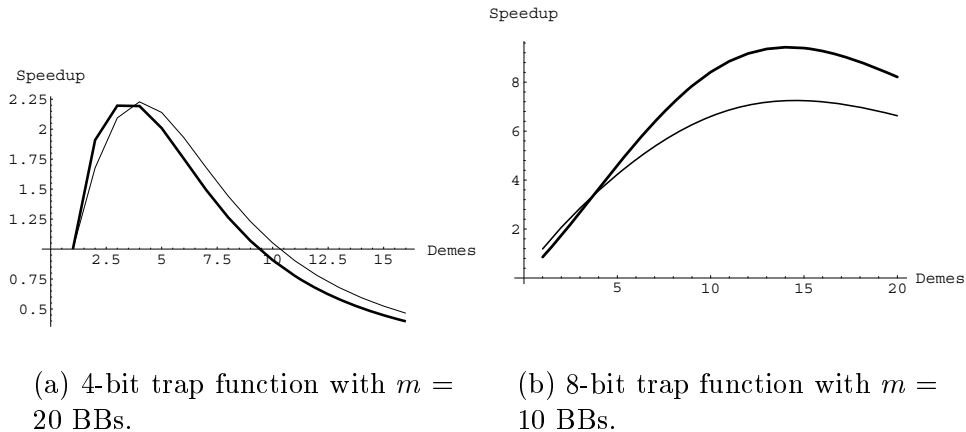 Speedup
2.25
2
1.75
1.5
1.25
0.75
0.5
2.5 5 7.5 10 12.5 15
Demes
(a) 4-bit trap function with m =
20 BBs.
Speedup
8
6
4
2
5 10 15 20
Demes
(b) 8-bit trap function with m =
10 BBs.